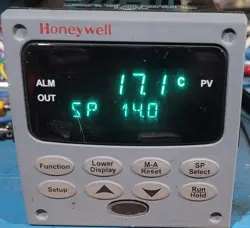 Honeywell
ALM 17.1 C PV
OUT
SP 14.0
Function Lower Display M-A Reset SP Select
Setup Run Hold